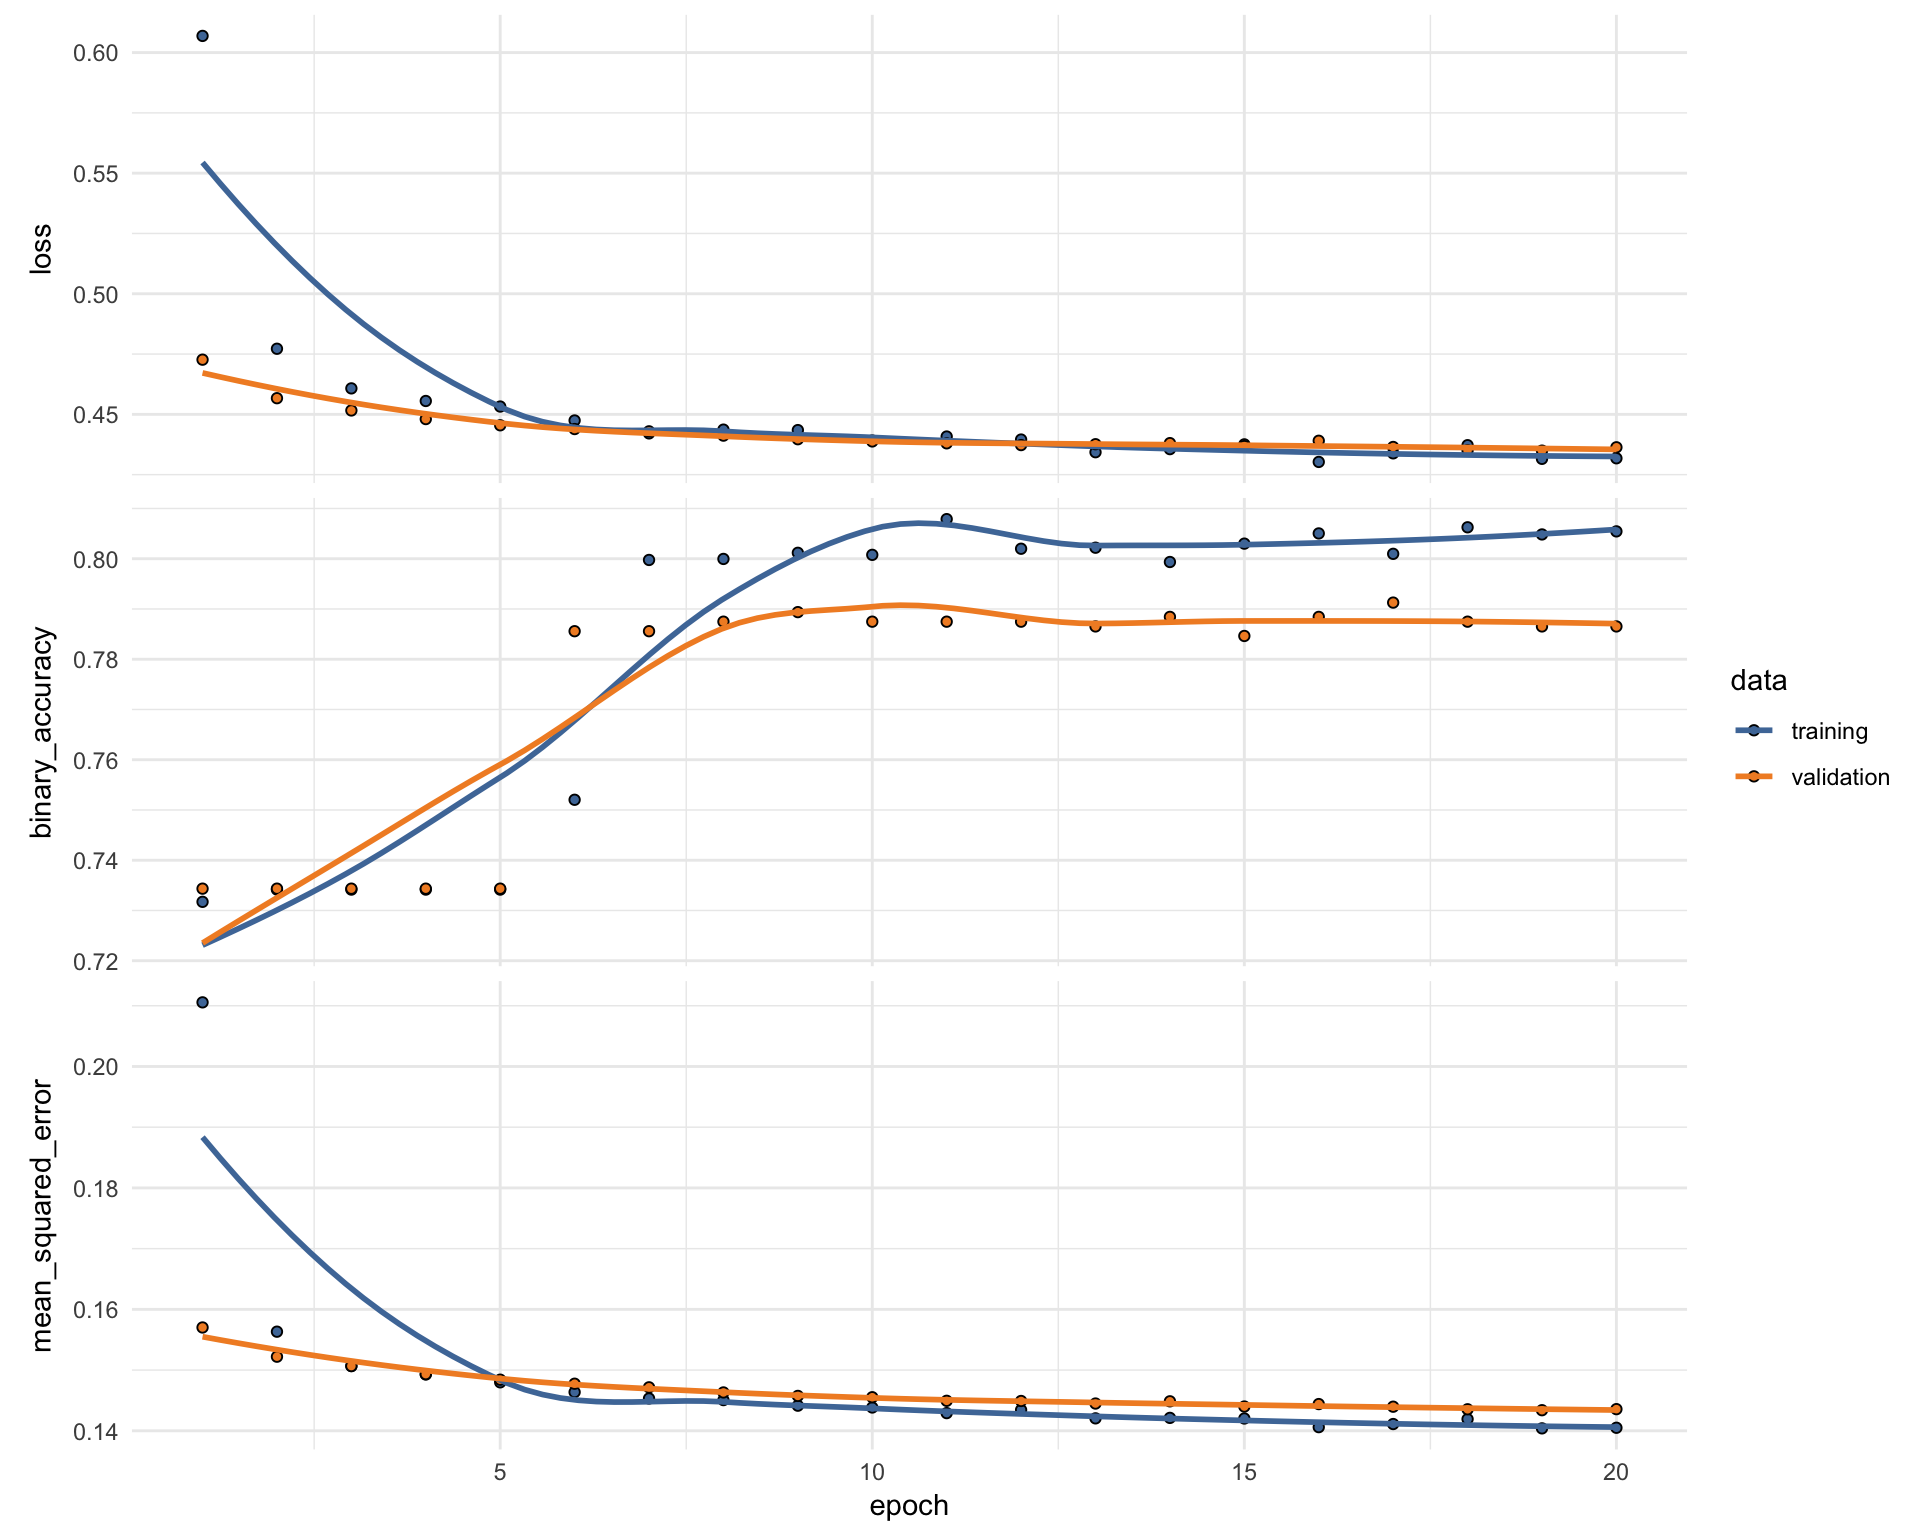 loss
0.60
0.55
0.50
0.45
binary_accuracy
0.80
0.78
0.76
0.74
0.72
mean_squared_error
0.20
0.18
0.16
0.14
5 10 15 20
epoch
data
training
validation